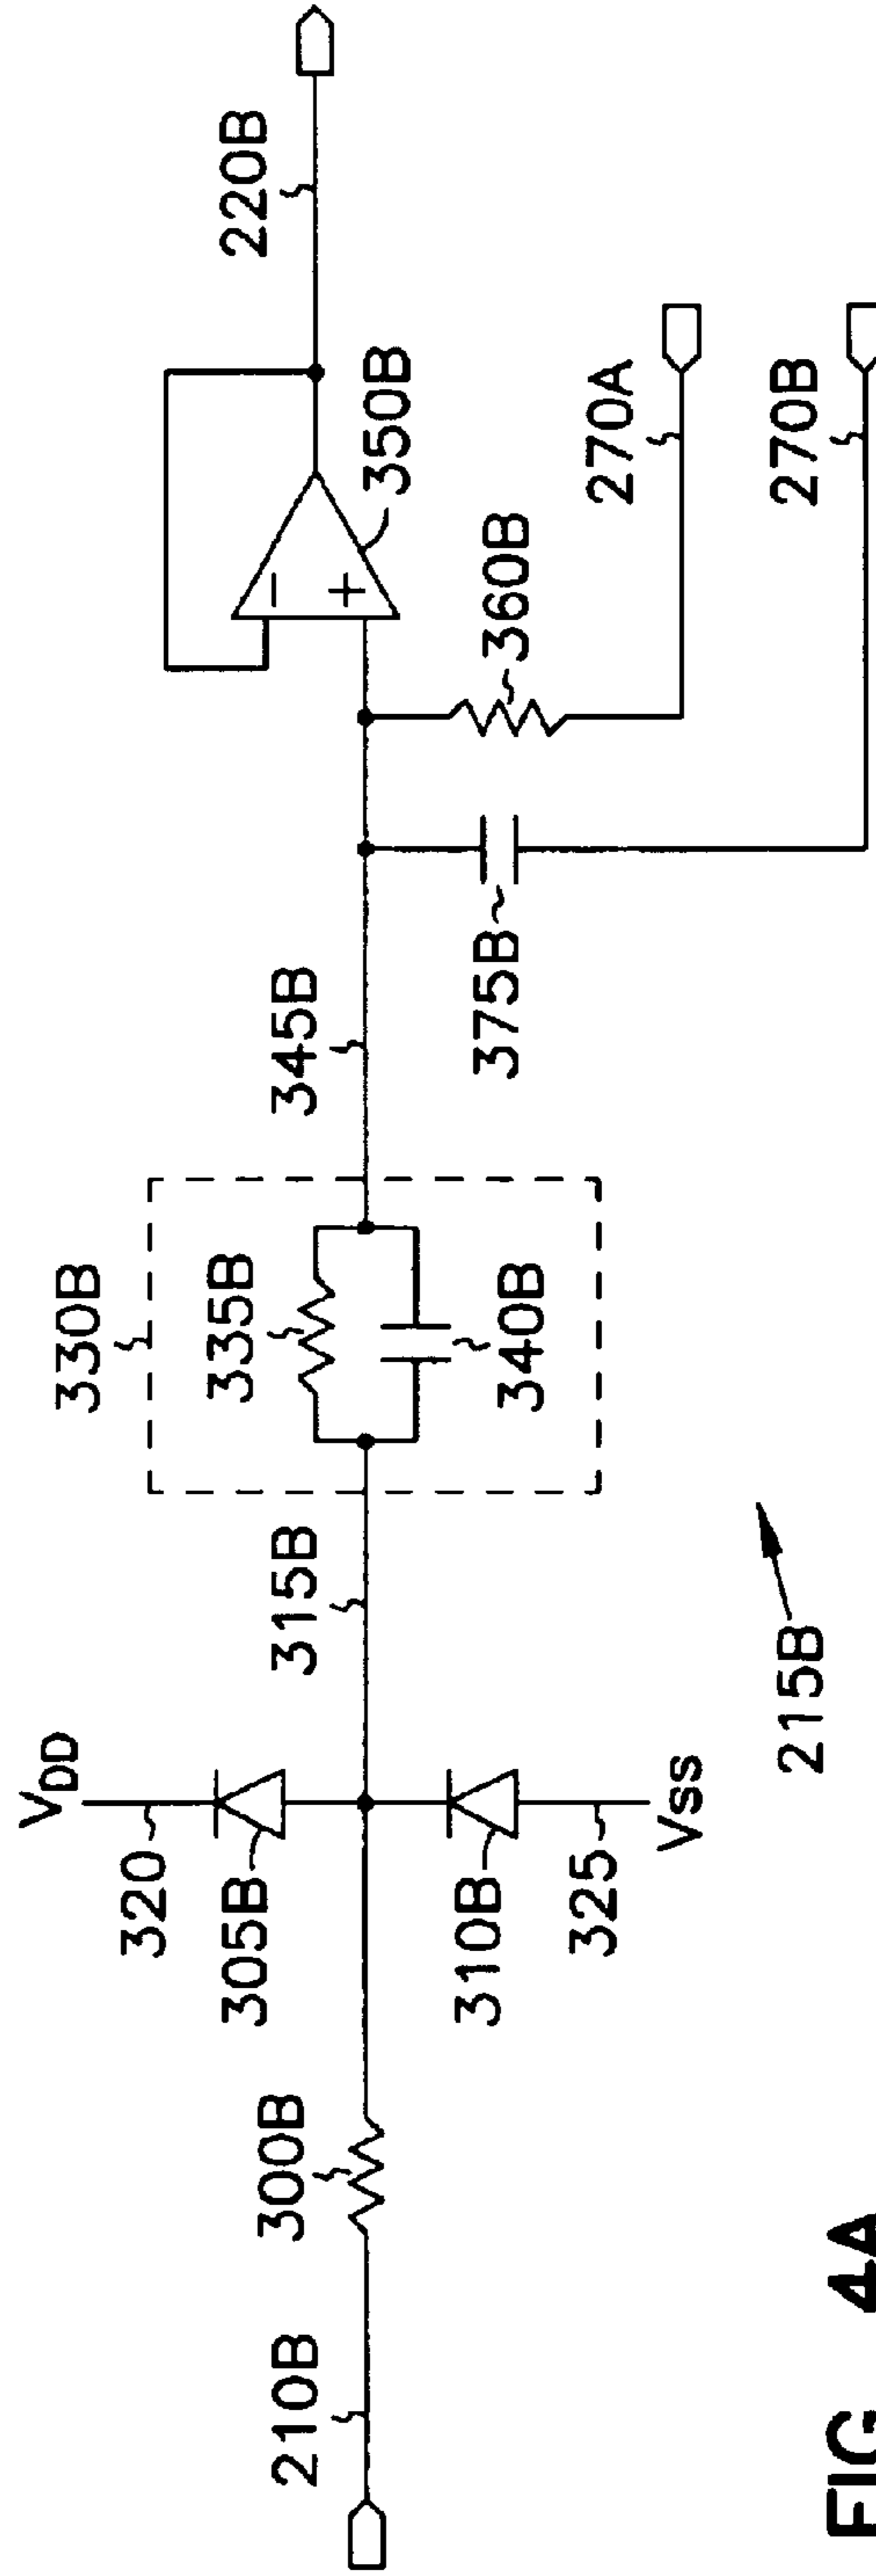 220B
350B
270A
270B
360B
375B
345B
330B
335B
340B
315B
VDD
320
305B
310B
325
VSS
215B
300B
210B
-
+
FIG 4A